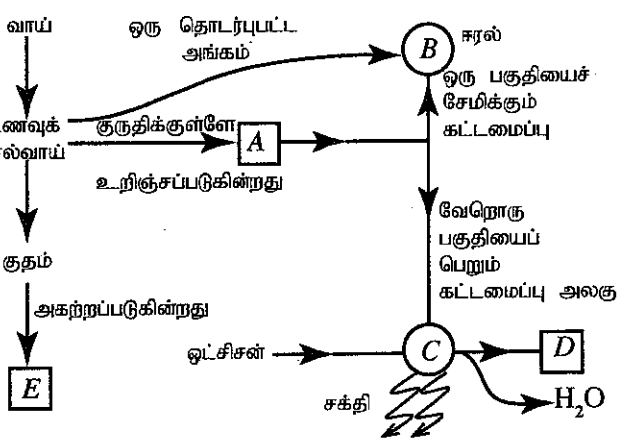 வாய்
ஒரு தொடர்புபட்ட
அங்கம்
B
ஈரல்
ஒரு பகுதியைச்
சேமிக்கும்
கட்டமைப்பு
ணவுக்
ல்வாய்
குருதிக்குள்ளே
A
உறிஞ்சப்படுகின்றது
வேறொரு
பகுதியைப்
பெறும்
கட்டமைப்பு அலகு
குதம்
அகற்றப்படுகின்றது
E
ஒட்சிசன்
C
D
சக்தி
H₂O